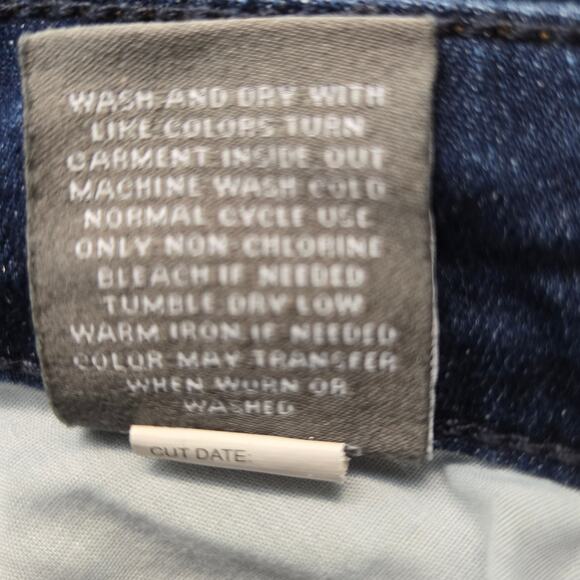 WASH AND DRY WITH
LIKE COLORS TURN
GARMENT INSIDE OUT
MACHINE WASH COLD
NORMAL CYCLE USE
ONLY NON CHLORINE
BLEACH IF NEEDED
TUMBLE DRY LOW
WARM IRON IF NEEDED
COLOR MAY TRANSFER
WHEN WORN OR
WASHED
CUT DATE: